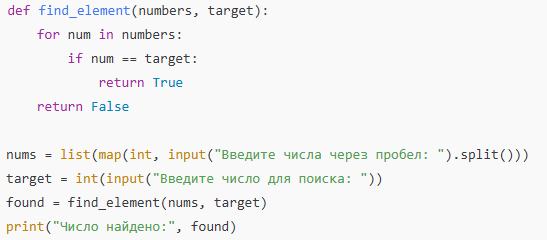 def find_element(numbers, target):
    for num in numbers:
        if num == target:
            return True
    return False

nums = list(map(int, input("Введите числа через пробел: ").split()))
target = int(input("Введите число для поиска: "))
found = find_element(nums, target)
print("Число найдено:", found)